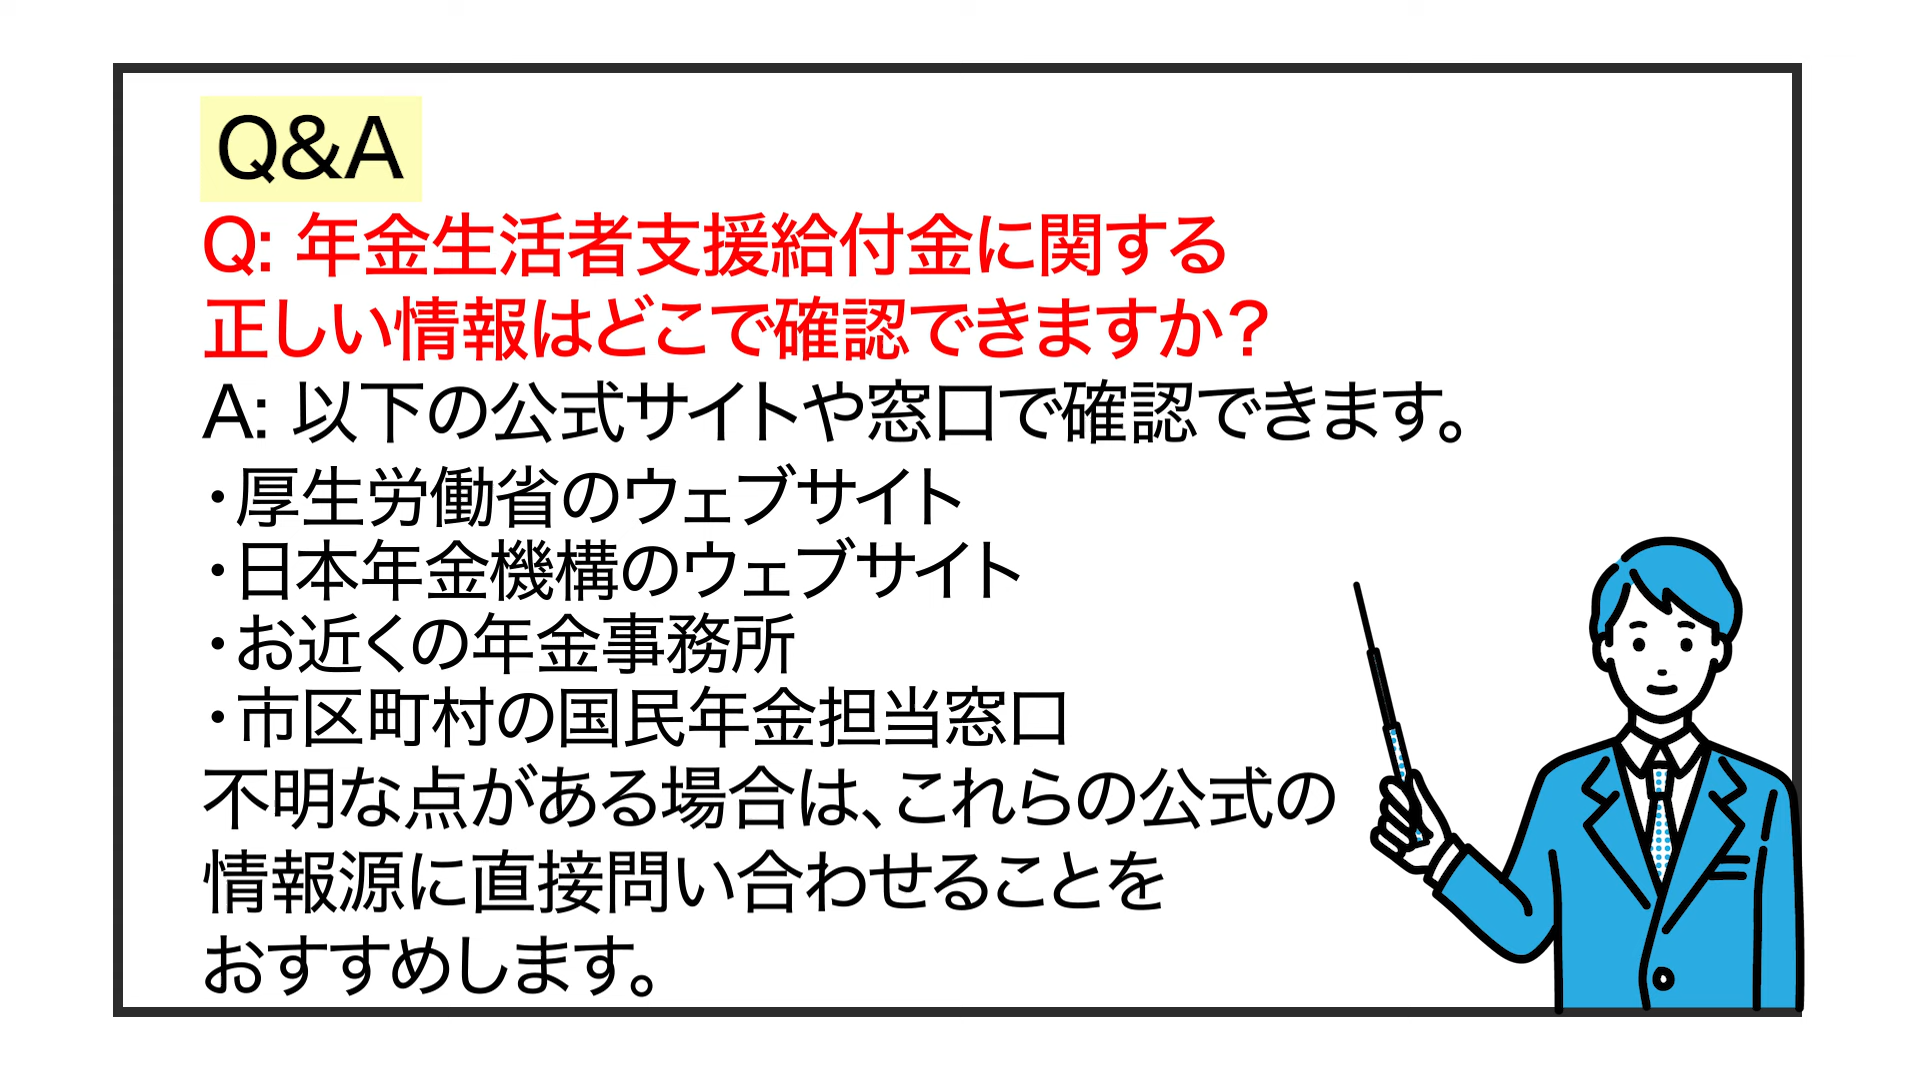 Q&A
Q: 年金生活者支援給付金に関する
正しい情報はどこで確認できますか？
A: 以下の公式サイトや窓口で確認できます。
・厚生労働省のウェブサイト
・日本年金機構のウェブサイト
・お近くの年金事務所
・市区町村の国民年金担当窓口
不明な点がある場合は、これらの公式の
情報源に直接問い合わせることを
おすすめします。